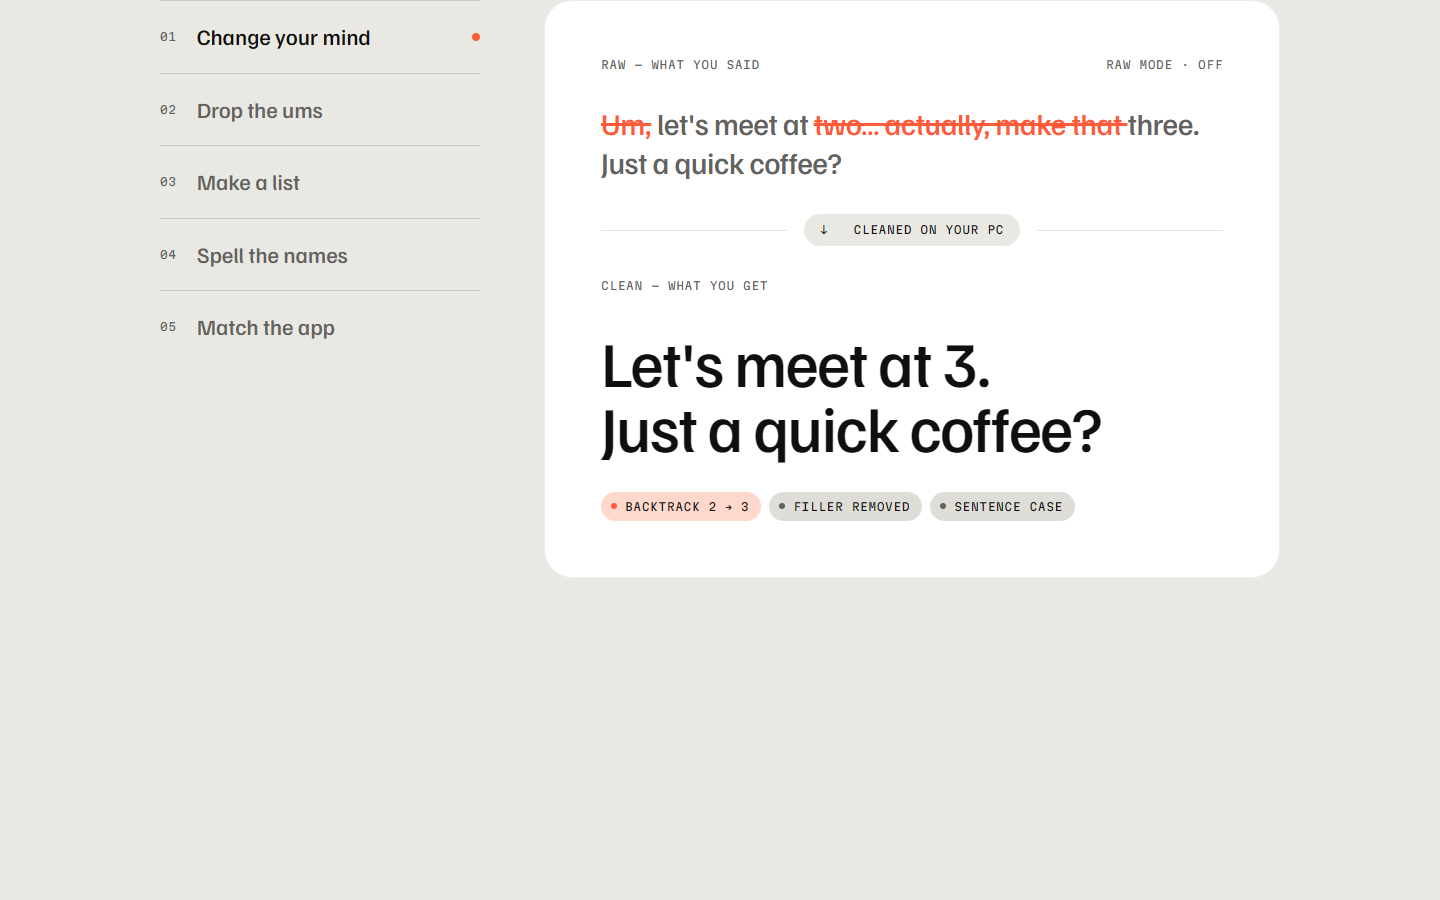 01 Change your mind
02 Drop the ums
03 Make a list
04 Spell the names
05 Match the app
RAW — WHAT YOU SAID
RAW MODE · OFF
Um, let's meet at two... actually, make that three.
Just a quick coffee?
↓ CLEANED ON YOUR PC
CLEAN — WHAT YOU GET
Let's meet at 3.
Just a quick coffee?
BACKTRACK 2 → 3
FILLER REMOVED
SENTENCE CASE